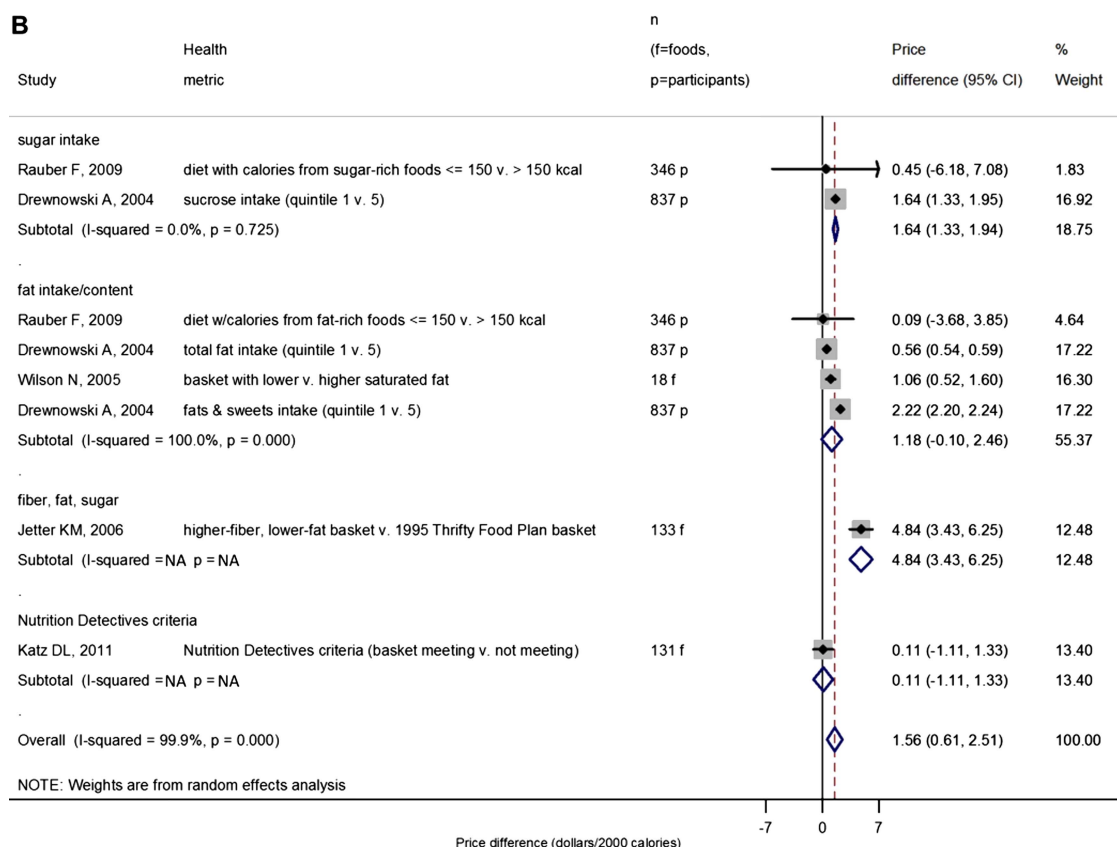 B
n
Health (f=foods, Price %
Study metric p=participants) difference (95% CI) Weight
sugar intake
Rauber F, 2009 diet with calories from sugar-rich foods <= 150 v. > 150 kcal 346 p 0.45 (-6.18, 7.08) 1.83
Drewnowski A, 2004 sucrose intake (quintile 1 v. 5) 837 p 1.64 (1.33, 1.95) 16.92
Subtotal (I-squared = 0.0%, p = 0.725) 1.64 (1.33, 1.94) 18.75
.
fat intake/content
Rauber F, 2009 diet w/calories from fat-rich foods <= 150 v. > 150 kcal 346 p 0.09 (-3.68, 3.85) 4.64
Drewnowski A, 2004 total fat intake (quintile 1 v. 5) 837 p 0.56 (0.54, 0.59) 17.22
Wilson N, 2005 basket with lower v. higher saturated fat 18 f 1.06 (0.52, 1.60) 16.30
Drewnowski A, 2004 fats & sweets intake (quintile 1 v. 5) 837 p 2.22 (2.20, 2.24) 17.22
Subtotal (I-squared = 100.0%, p = 0.000) 1.18 (-0.10, 2.46) 55.37
.
fiber, fat, sugar
Jetter KM, 2006 higher-fiber, lower-fat basket v. 1995 Thrifty Food Plan basket 133 f 4.84 (3.43, 6.25) 12.48
Subtotal (I-squared =NA p =NA 4.84 (3.43, 6.25) 12.48
.
Nutrition Detectives criteria
Katz DL, 2011 Nutrition Detectives criteria (basket meeting v. not meeting) 131 f 0.11 (-1.11, 1.33) 13.40
Subtotal (I-squared =NA p =NA 0.11 (-1.11, 1.33) 13.40
.
Overall (I-squared = 99.9%, p = 0.000) 1.56 (0.61, 2.51) 100.00
NOTE: Weights are from random effects analysis
-7 0 7
Price difference (dollars/2000 calories)